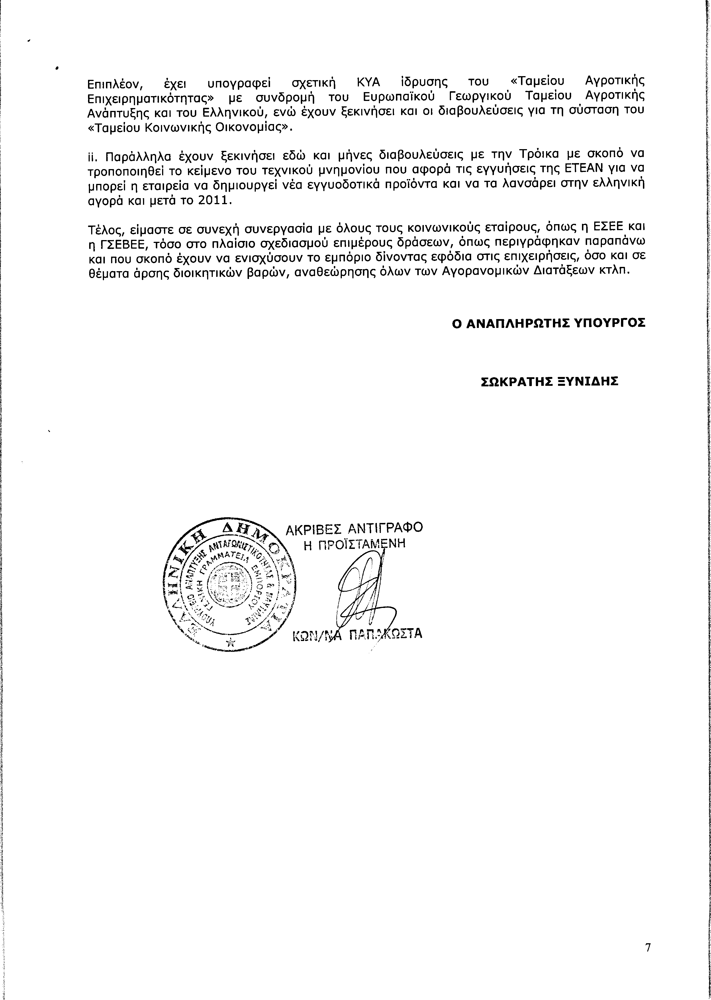 Επιπλέον, έχει υπογραφεί σχετική ΚΥΑ ίδρυσης του «Ταμείου Αγροτικής
Επιχειρηματικότητας» με συνδρομή του Ευρωπαϊκού Γεωργικού Ταμείου Αγροτικής
Ανάπτυξης και του Ελληνικού, ενώ έχουν ξεκινήσει και οι διαβουλεύσεις για τη σύσταση του
«Ταμείου Κοινωνικής Οικονομίας».
ii. Παράλληλα έχουν ξεκινήσει εδώ και μήνες διαβουλεύσεις με την Τρόικα με σκοπό να
τροποποιηθεί το κείμενο του τεχνικού μνημονίου που αφορά τις εγγυήσεις της ΕΤΕΑΝ για να
μπορεί η εταιρεία να δημιουργεί νέα εγγυοδοτικά προϊόντα και να τα λανσάρει στην ελληνική
αγορά και μετά το 2011.
Τέλος, είμαστε σε συνεχή συνεργασία με όλους τους κοινωνικούς εταίρους, όπως η ΕΣΕΕ και
η ΓΣΕΒΕΕ, τόσο στο πλαίσιο σχεδιασμού επιμέρους δράσεων, όπως περιγράφηκαν παραπάνω
και που σκοπό έχουν να ενισχύσουν το εμπόριο δίνοντας εφόδια στις επιχειρήσεις, όσο και σε
θέματα άρσης διοικητικών βαρών, αναθεώρησης όλων των Αγορανομικών Διατάξεων κτλπ.
Ο ΑΝΑΠΛΗΡΩΤΗΣ ΥΠΟΥΡΓΟΣ
ΣΩΚΡΑΤΗΣ ΞΥΝΙΔΗΣ
ΕΛΛΗΝΙΚΗ ΔΗΜΟΚΡΑΤΙΑ
ΥΠΟΥΡΓΕΙΟ ΑΝΑΠΤΥΞΗΣ ΑΝΤΑΓΩΝΙΣΤΙΚΟΤΗΤΑΣ & ΝΑΥΤΙΛΙΑΣ
ΓΕΝΙΚΗ ΓΡΑΜΜΑΤΕΙΑ ΕΜΠΟΡΙΟΥ
ΑΚΡΙΒΕΣ ΑΝΤΙΓΡΑΦΟ
Η ΠΡΟΪΣΤΑΜΕΝΗ
ΚΩΝ/ΝΑ ΠΑΠΑΚΩΣΤΑ
7